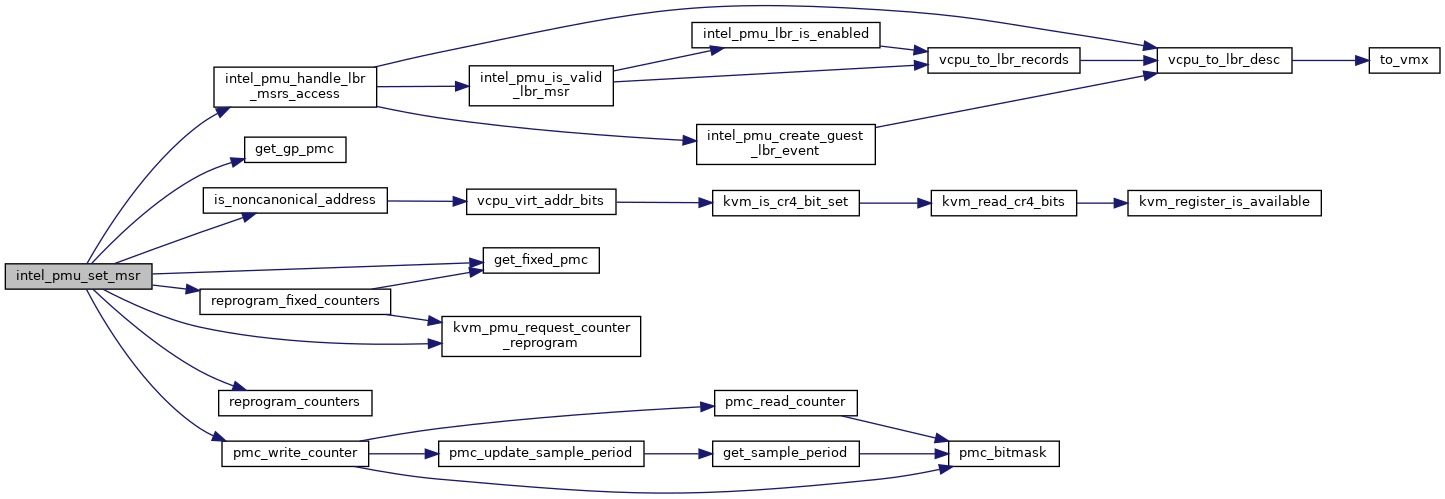 intel_pmu_set_msr
intel_pmu_handle_lbr
_msrs_access
get_gp_pmc
is_noncanonical_address
reprogram_fixed_counters
reprogram_counters
pmc_write_counter
intel_pmu_is_valid
_lbr_msr
vcpu_virt_addr_bits
get_fixed_pmc
kvm_pmu_request_counter
_reprogram
pmc_update_sample_period
intel_pmu_lbr_is_enabled
intel_pmu_create_guest
_lbr_event
kvm_is_cr4_bit_set
pmc_read_counter
get_sample_period
vcpu_to_lbr_records
kvm_read_cr4_bits
pmc_bitmask
vcpu_to_lbr_desc
kvm_register_is_available
to_vmx